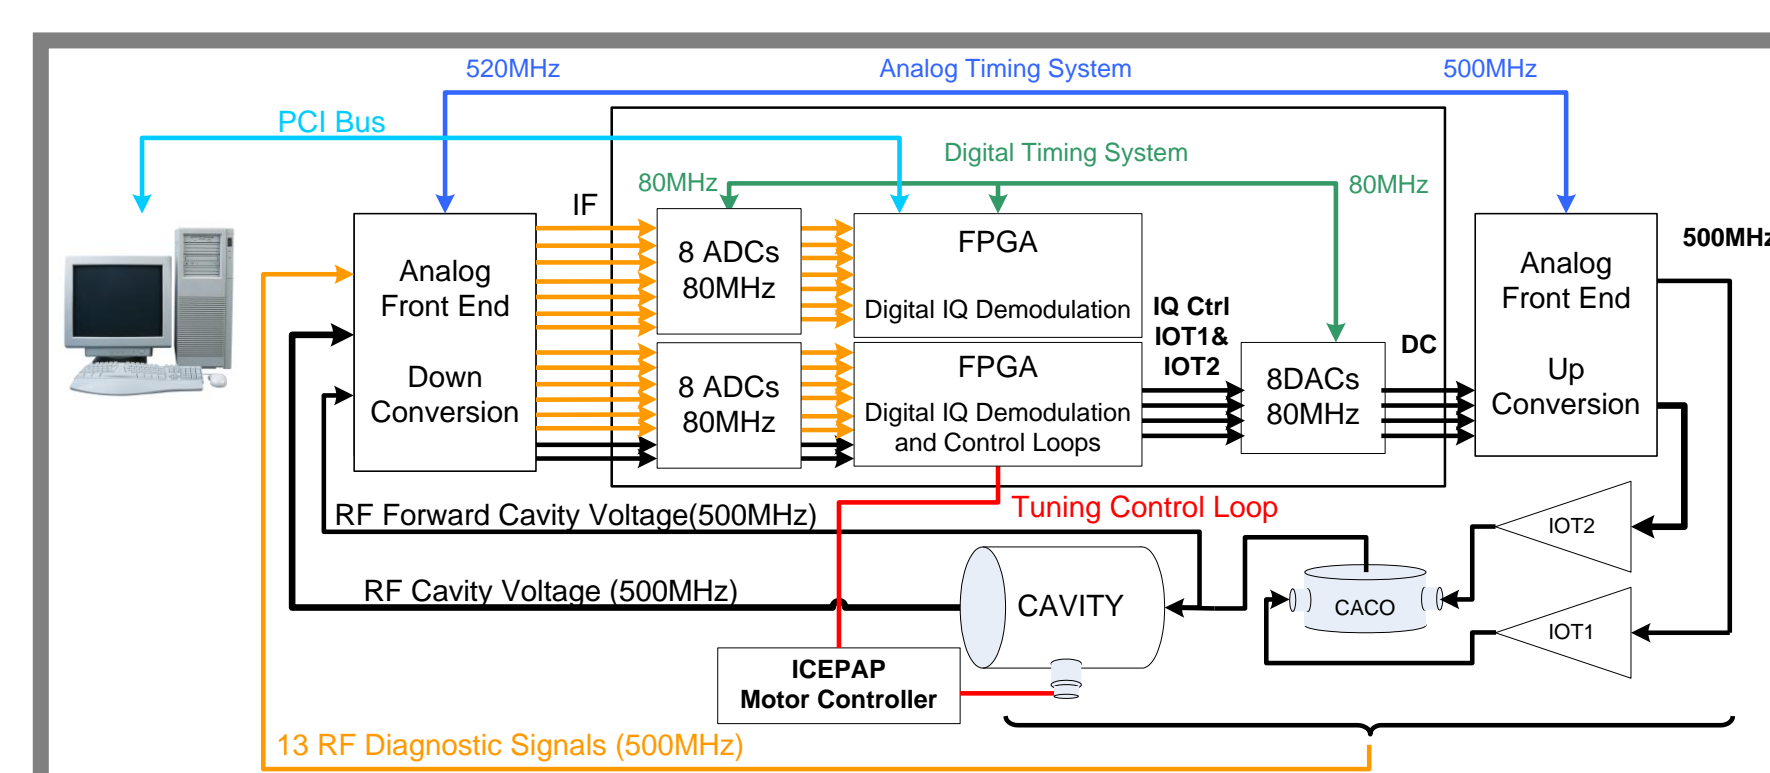 520MHz
Analog Timing System
500MHz
PCI Bus
Digital Timing System
80MHz
80MHz
IF
8 ADCs
80MHz
FPGA
Digital IQ Demodulation
Analog
Front End
Down
Conversion
8 ADCs
80MHz
FPGA
Digital IQ Demodulation
and Control Loops
IQ Ctrl
IOT1&
IOT2
8DACs
80MHz
DC
Analog
Front End
Up
Conversion
500MHz
RF Forward Cavity Voltage(500MHz)
Tuning Control Loop
RF Cavity Voltage (500MHz)
CAVITY
CACO
IOT2
IOT1
ICEPAP
Motor Controller
13 RF Diagnostic Signals (500MHz)